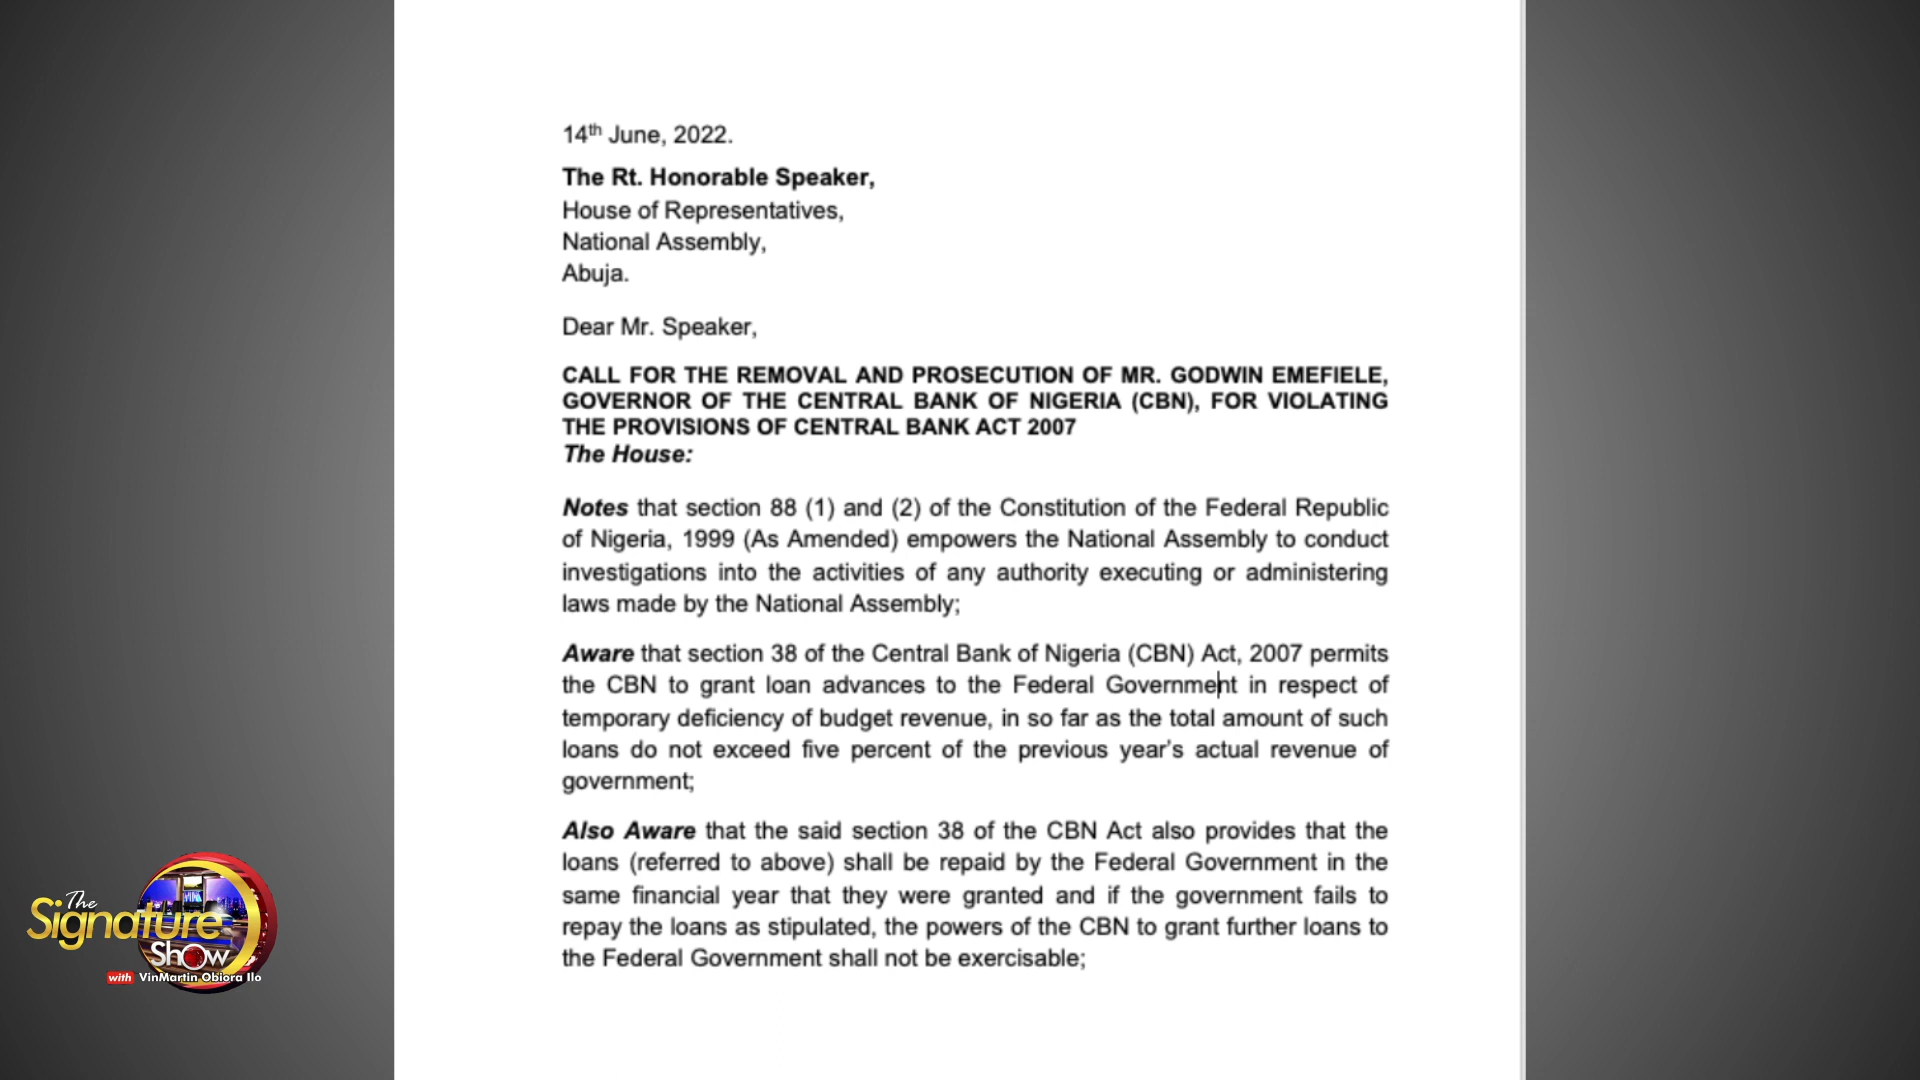 14th June, 2022.
The Rt. Honorable Speaker,
House of Representatives,
National Assembly,
Abuja.
Dear Mr. Speaker,
CALL FOR THE REMOVAL AND PROSECUTION OF MR. GODWIN EMEFIELE,
GOVERNOR OF THE CENTRAL BANK OF NIGERIA (CBN), FOR VIOLATING
THE PROVISIONS OF CENTRAL BANK ACT 2007
The House:
Notes that section 88 (1) and (2) of the Constitution of the Federal Republic
of Nigeria, 1999 (As Amended) empowers the National Assembly to conduct
investigations into the activities of any authority executing or administering
laws made by the National Assembly;
Aware that section 38 of the Central Bank of Nigeria (CBN) Act, 2007 permits
the CBN to grant loan advances to the Federal Government in respect of
temporary deficiency of budget revenue, in so far as the total amount of such
loans do not exceed five percent of the previous year’s actual revenue of
government;
Also Aware that the said section 38 of the CBN Act also provides that the
loans (referred to above) shall be repaid by the Federal Government in the
same financial year that they were granted and if the government fails to
repay the loans as stipulated, the powers of the CBN to grant further loans to
the Federal Government shall not be exercisable;
The
Signature
Show
with VinMartin Obiora Ilo